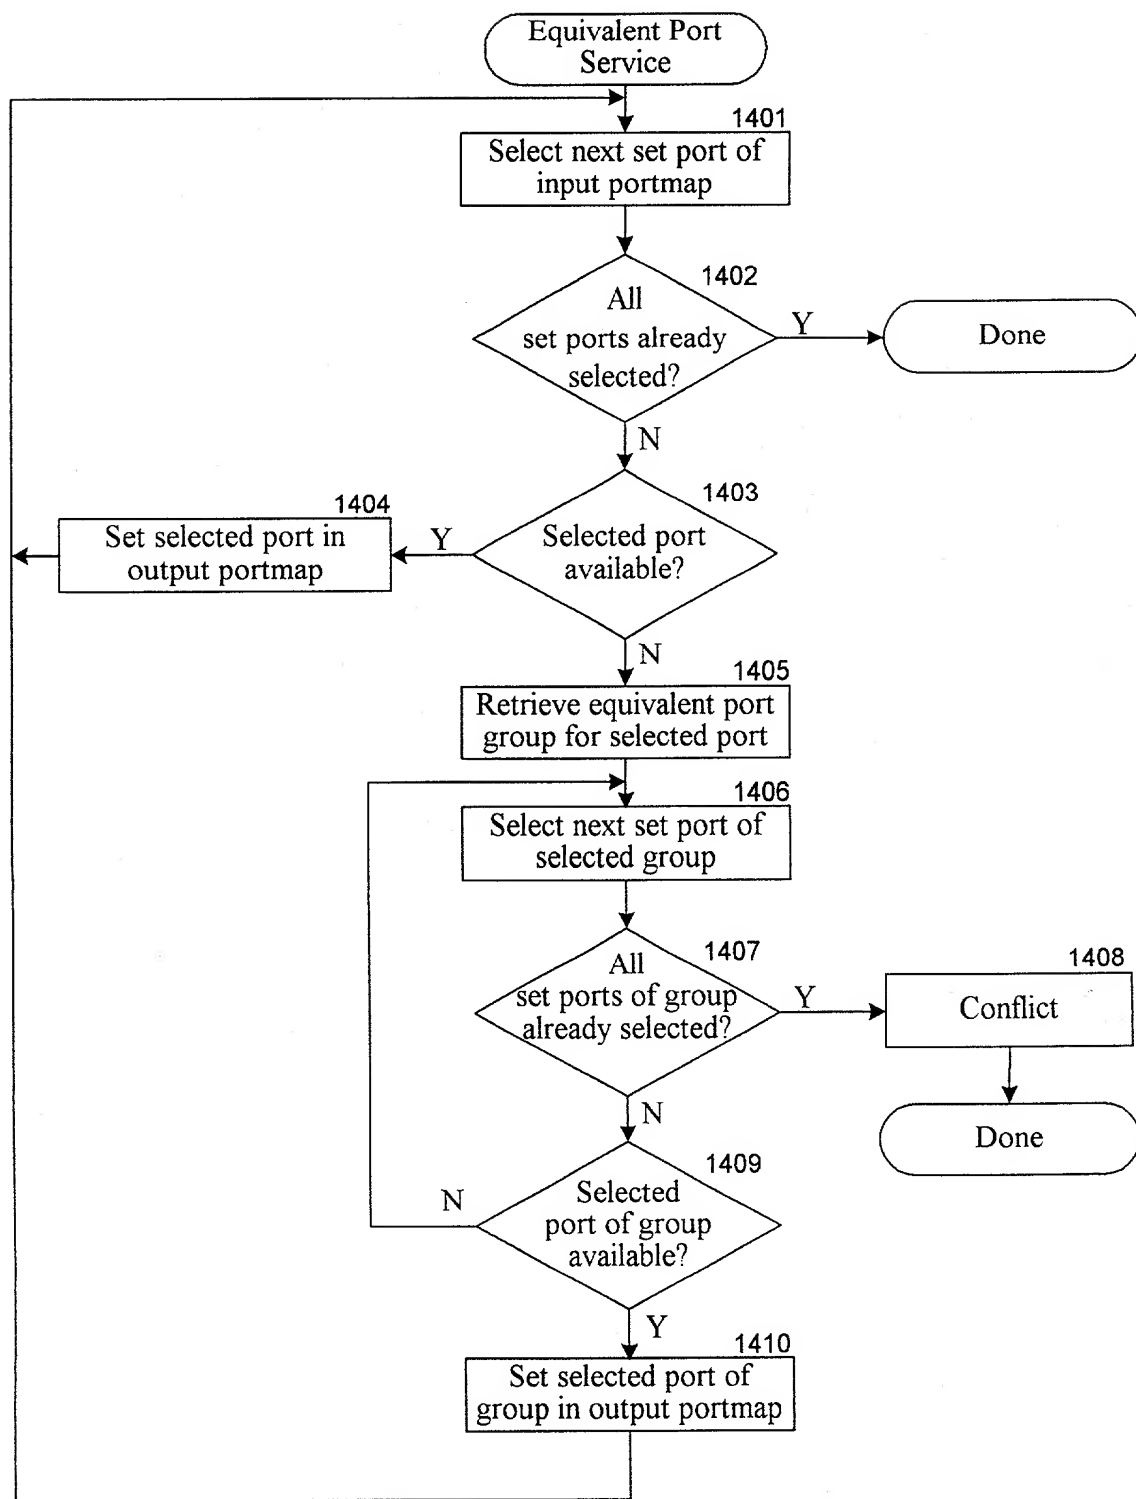 Equivalent Port
Service
1401
Select next set port of
input portmap
1402
All
set ports already
selected?
Y
Done
N
1403
Selected port
available?
Y
1404
Set selected port in
output portmap
N
1405
Retrieve equivalent port
group for selected port
1406
Select next set port of
selected group
1407
All
set ports of group
already selected?
Y
1408
Conflict
Done
N
1409
Selected
port of group
available?
N
Y
1410
Set selected port of
group in output portmap